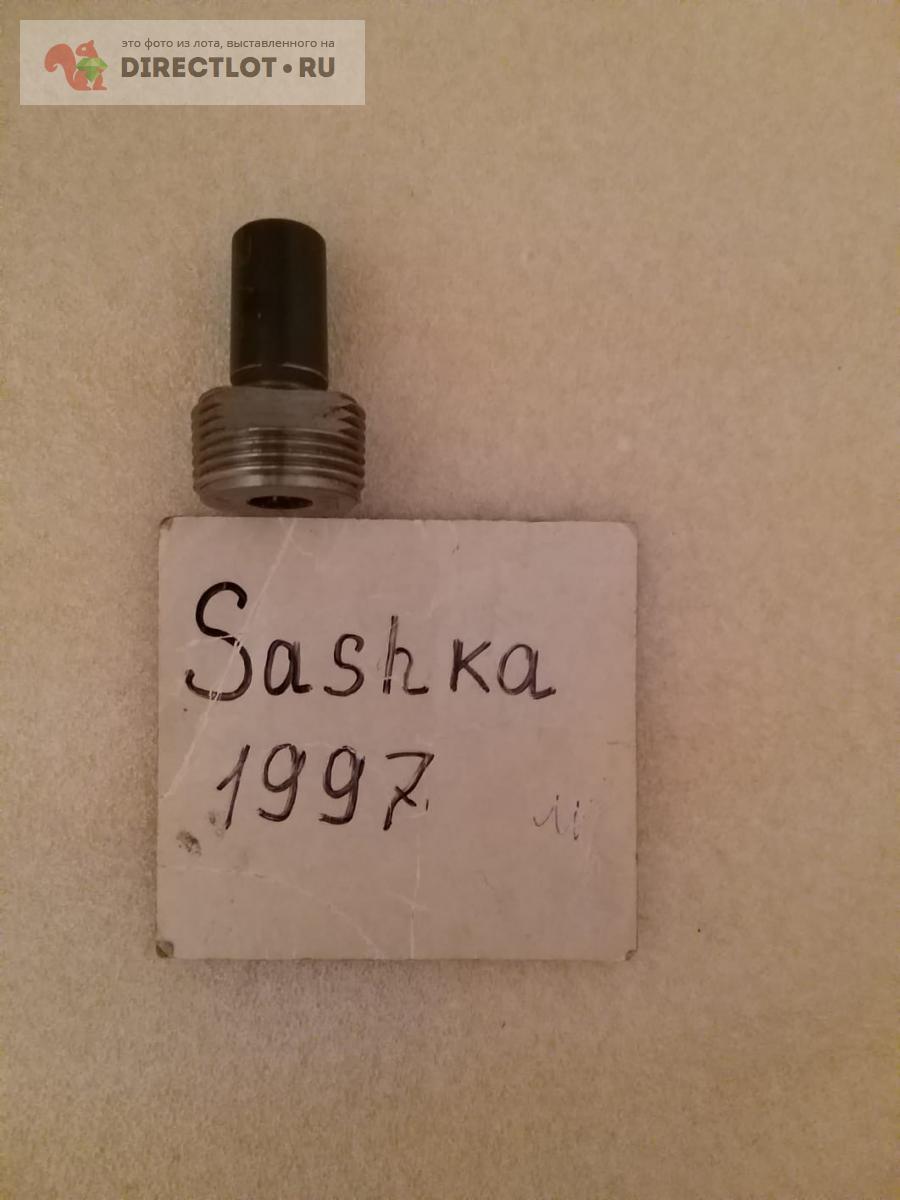 это фото из лота, выставленного на
DIRECTLOT•RU
Sashka
1997